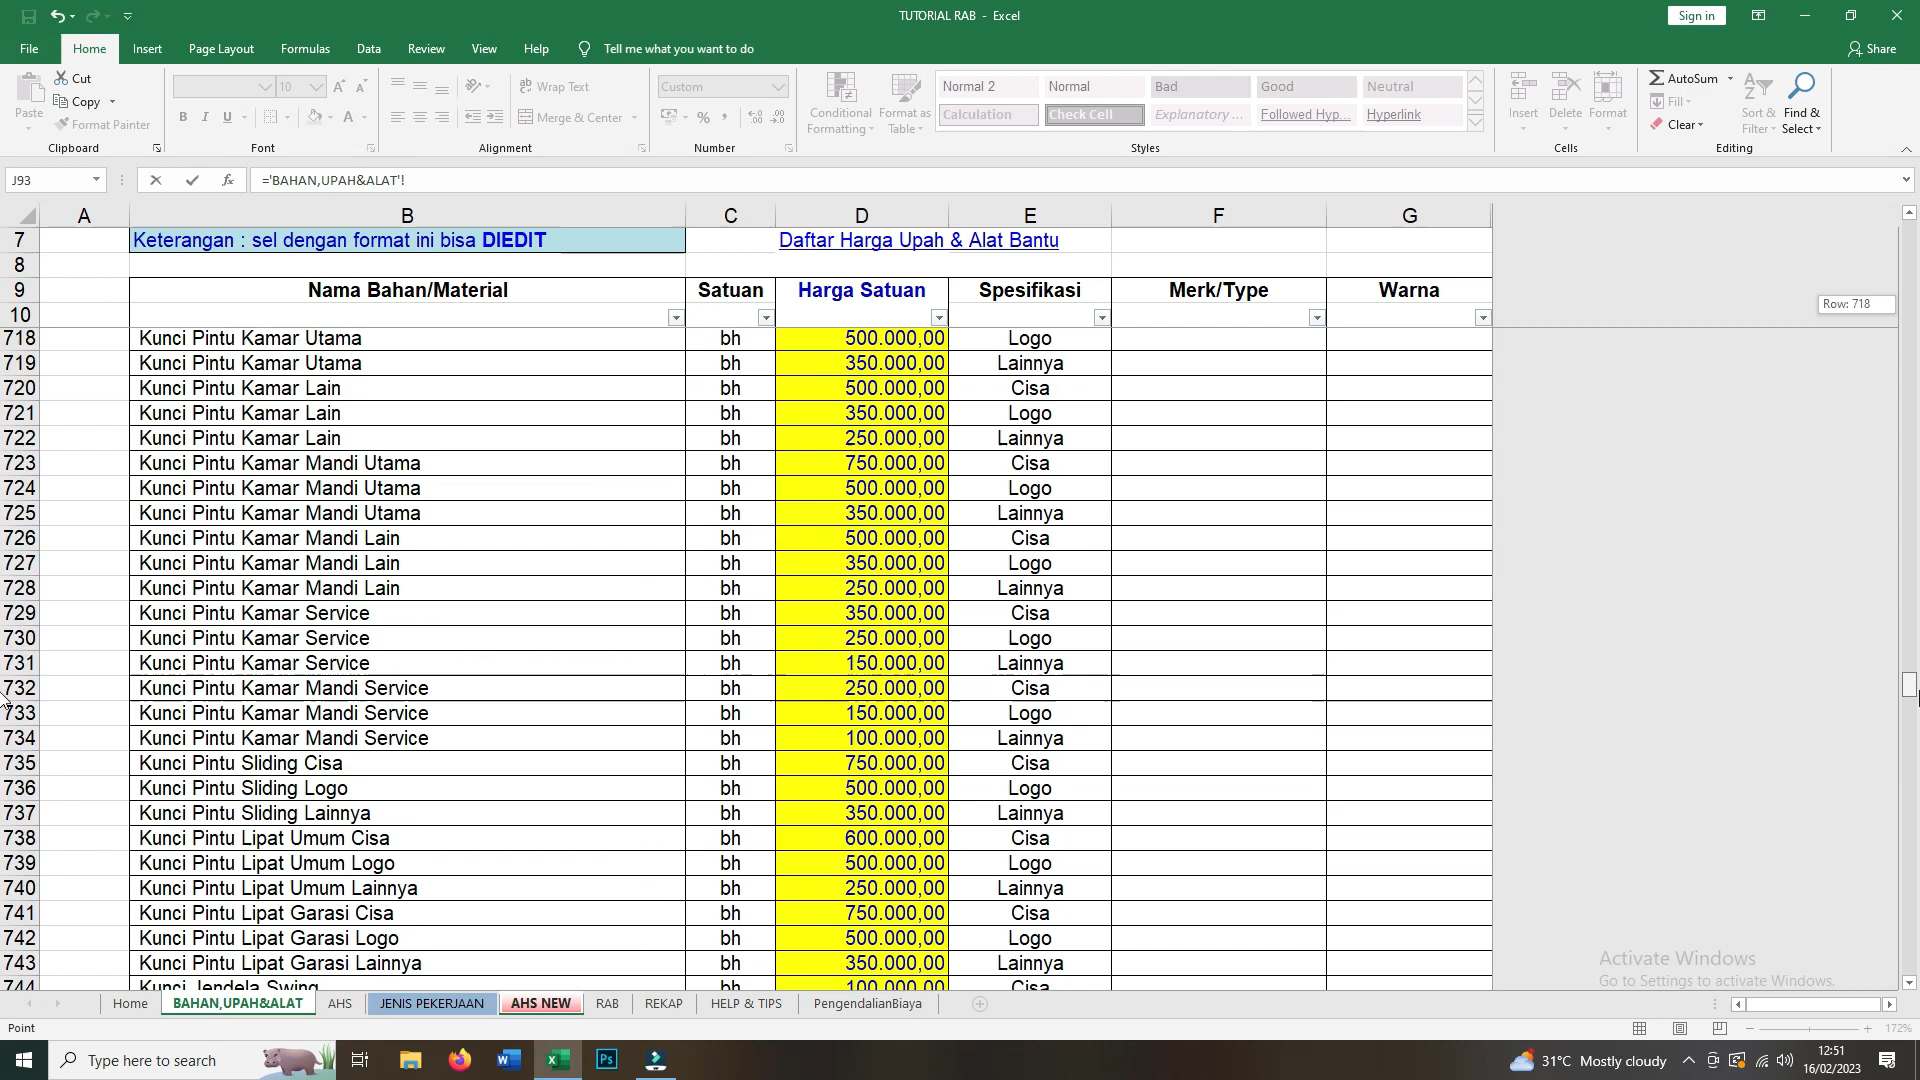 TUTORIAL RAB - Excel
Sign in
File Home Insert Page Layout Formulas Data Review View Help Tell me what you want to do Share
Paste Cut Copy Format Painter
10
Wrap Text
Merge & Center
Custom
Conditional Formatting
Format as Table
Normal 2 Normal Bad Good Neutral
Calculation Check Cell Explanatory ... Followed Hyp... Hyperlink
Insert Delete Format
AutoSum Fill Clear
Sort & Filter
Find & Select
Clipboard Font Alignment Number Styles Cells Editing
J93 ='BAHAN,UPAH&ALAT'!
A B C D E F G
7 Keterangan : sel dengan format ini bisa DIEDIT Daftar Harga Upah & Alat Bantu
8
9 Nama Bahan/Material Satuan Harga Satuan Spesifikasi Merk/Type Warna
10
Row: 718
718 Kunci Pintu Kamar Utama bh 500.000,00 Logo
719 Kunci Pintu Kamar Utama bh 350.000,00 Lainnya
720 Kunci Pintu Kamar Lain bh 500.000,00 Cisa
721 Kunci Pintu Kamar Lain bh 350.000,00 Logo
722 Kunci Pintu Kamar Lain bh 250.000,00 Lainnya
723 Kunci Pintu Kamar Mandi Utama bh 750.000,00 Cisa
724 Kunci Pintu Kamar Mandi Utama bh 500.000,00 Logo
725 Kunci Pintu Kamar Mandi Utama bh 350.000,00 Lainnya
726 Kunci Pintu Kamar Mandi Lain bh 500.000,00 Cisa
727 Kunci Pintu Kamar Mandi Lain bh 350.000,00 Logo
728 Kunci Pintu Kamar Mandi Lain bh 250.000,00 Lainnya
729 Kunci Pintu Kamar Service bh 350.000,00 Cisa
730 Kunci Pintu Kamar Service bh 250.000,00 Logo
731 Kunci Pintu Kamar Service bh 150.000,00 Lainnya
732 Kunci Pintu Kamar Mandi Service bh 250.000,00 Cisa
733 Kunci Pintu Kamar Mandi Service bh 150.000,00 Logo
734 Kunci Pintu Kamar Mandi Service bh 100.000,00 Lainnya
735 Kunci Pintu Sliding Cisa bh 750.000,00 Cisa
736 Kunci Pintu Sliding Logo bh 500.000,00 Logo
737 Kunci Pintu Sliding Lainnya bh 350.000,00 Lainnya
738 Kunci Pintu Lipat Umum Cisa bh 600.000,00 Cisa
739 Kunci Pintu Lipat Umum Logo bh 500.000,00 Logo
740 Kunci Pintu Lipat Umum Lainnya bh 250.000,00 Lainnya
741 Kunci Pintu Lipat Garasi Cisa bh 750.000,00 Cisa
742 Kunci Pintu Lipat Garasi Logo bh 500.000,00 Logo
743 Kunci Pintu Lipat Garasi Lainnya bh 350.000,00 Lainnya
744 Kunci Jendela Swing bh 100.000,00 Cisa
Activate Windows
Go to Settings to activate Windows.
Home BAHAN,UPAH&ALAT AHS JENIS PEKERJAAN AHS NEW RAB REKAP HELP & TIPS PengendalianBiaya
Point 172%
Type here to search
31°C Mostly cloudy
12:51
16/02/2023